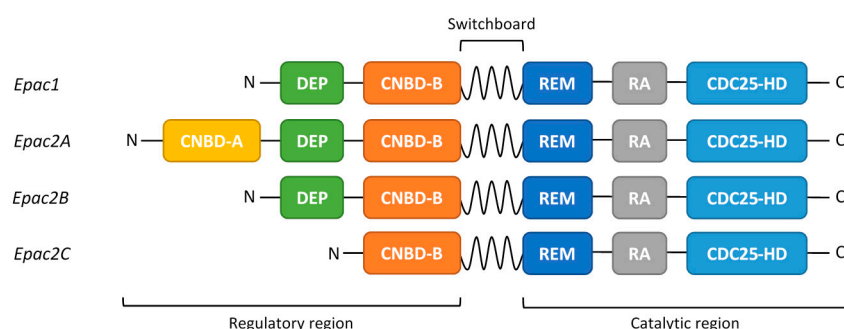 Switchboard
Epac1 N DEP CNBD-B REM RA CDC25-HD C
Epac2A N CNBD-A DEP CNBD-B REM RA CDC25-HD C
Epac2B N DEP CNBD-B REM RA CDC25-HD C
Epac2C N CNBD-B REM RA CDC25-HD C
Regulatory region Catalytic region